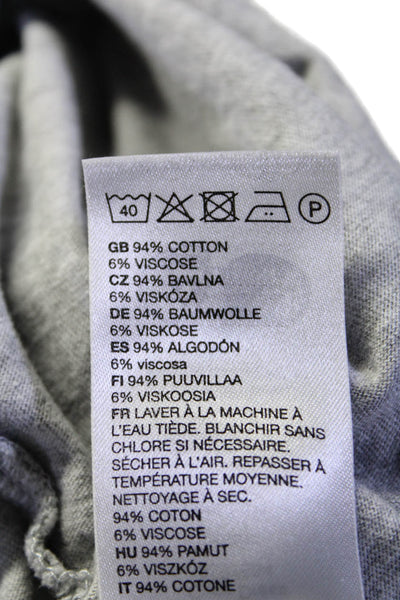 40 P
GB 94% COTTON
6% VISCOSE
CZ 94% BAVLNA
6% VISKÓZA
DE 94% BAUMWOLLE
6% VISKOSE
ES 94% ALGODÓN
6% viscosa
FI 94% PUUVILLAA
6% VISKOOSIA
FR LAVER À LA MACHINE À
L'EAU TIÈDE. BLANCHIR SANS
CHLORE SI NÉCESSAIRE.
SÉCHER À L'AIR. REPASSER À
TEMPÉRATURE MOYENNE.
NETTOYAGE À SEC.
94% COTON
6% VISCOSE
HU 94% PAMUT
6% VISZKÓZ
IT 94% COTONE